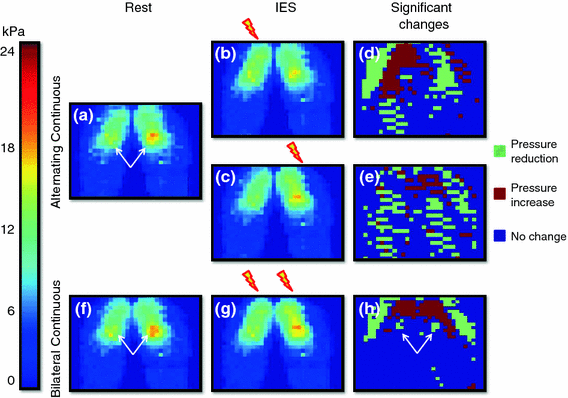 Rest
IES
Significant
changes
kPa
24
18
12
6
0
Alternating Continuous
Bilateral Continuous
(a)
(b)
(c)
(d)
(e)
(f)
(g)
(h)
Pressure
reduction
Pressure
increase
No change